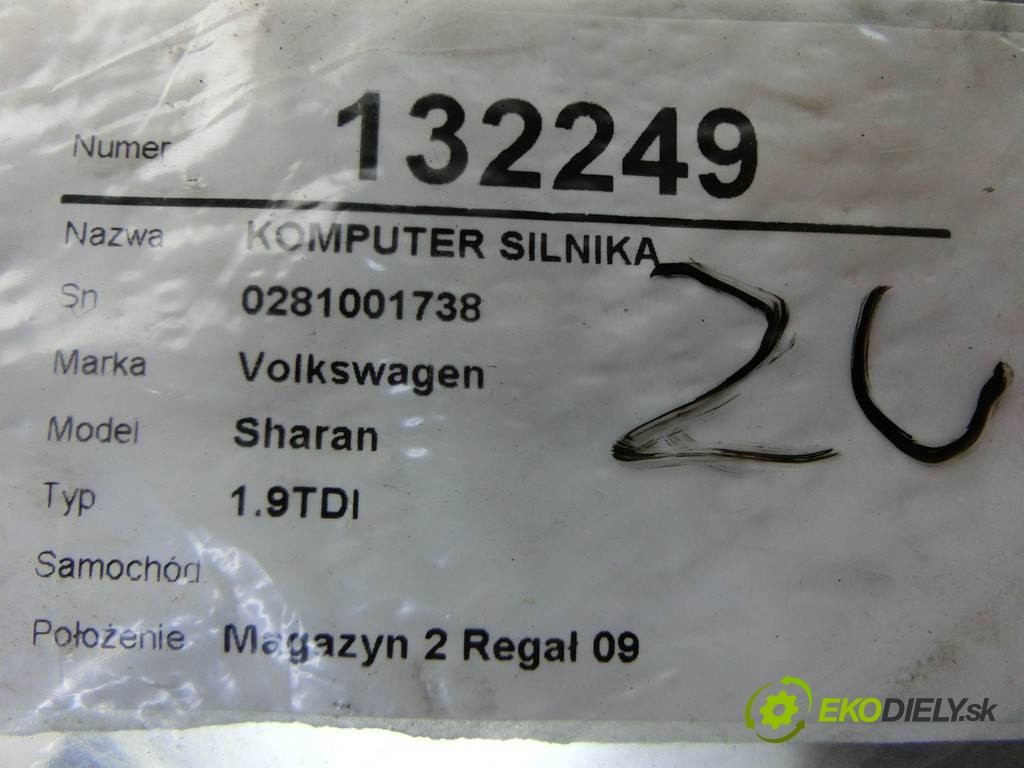 Numer 132249
Nazwa KOMPUTER SILNIKA
Sn 0281001738
Marka Volkswagen
Model Sharan
Typ 1.9TDI
Samochód
Położenie Magazyn 2 Regał 09
EKODIELY.sk